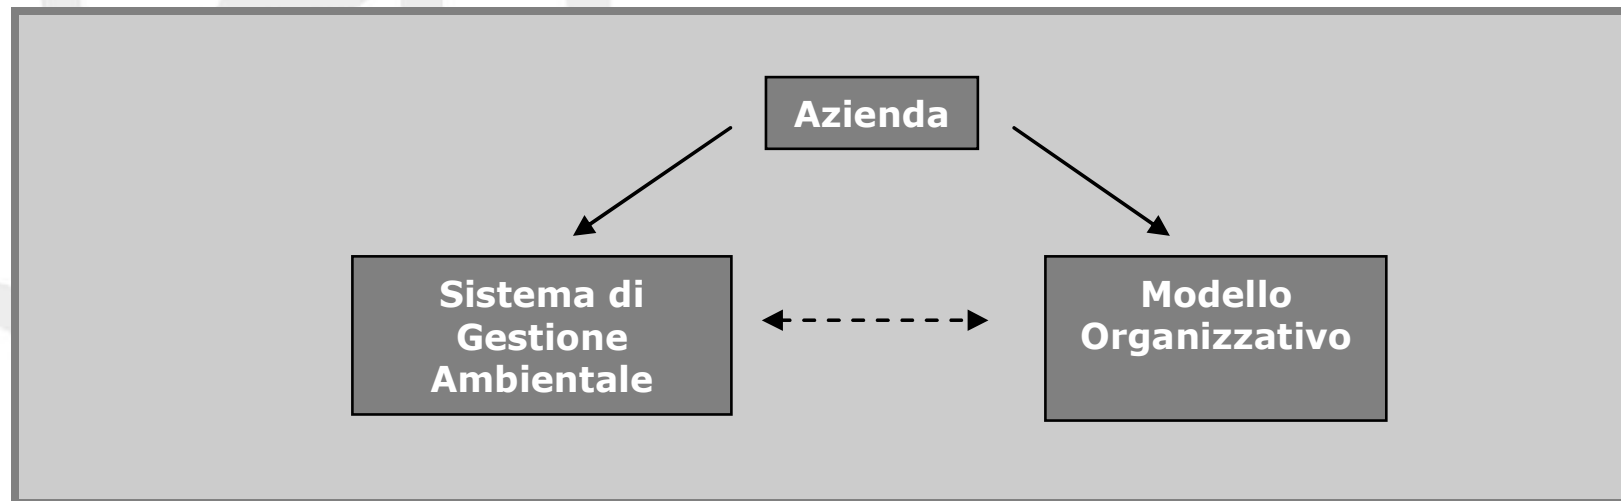 Azienda
Sistema di
Gestione
Ambientale
Modello
Organizzativo